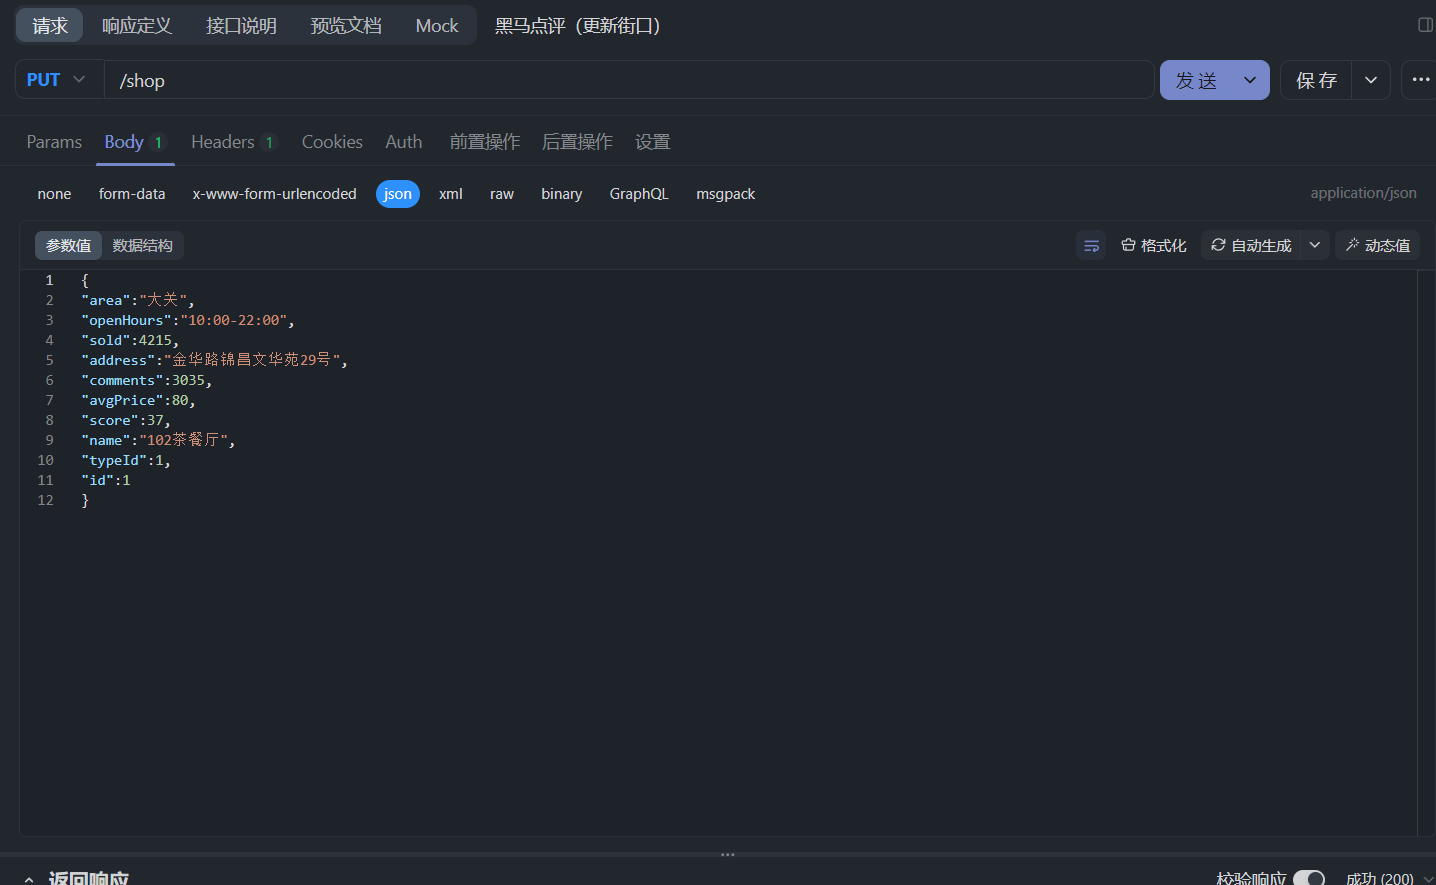 请求 响应定义 接口说明 预览文档 Mock 黑马点评（更新街口）
PUT /shop 发 送 保 存
Params Body 1 Headers 1 Cookies Auth 前置操作 后置操作 设置
none form-data x-www-form-urlencoded json xml raw binary GraphQL msgpack application/json
参数值 数据结构 格式化 自动生成 动态值
1 {
2 "area":"大关",
3 "openHours":"10:00-22:00",
4 "sold":4215,
5 "address":"金华路锦昌文华苑29号",
6 "comments":3035,
7 "avgPrice":80,
8 "score":37,
9 "name":"102茶餐厅",
10 "typeId":1,
11 "id":1
12 }
返回响应 校验响应 成功 (200)